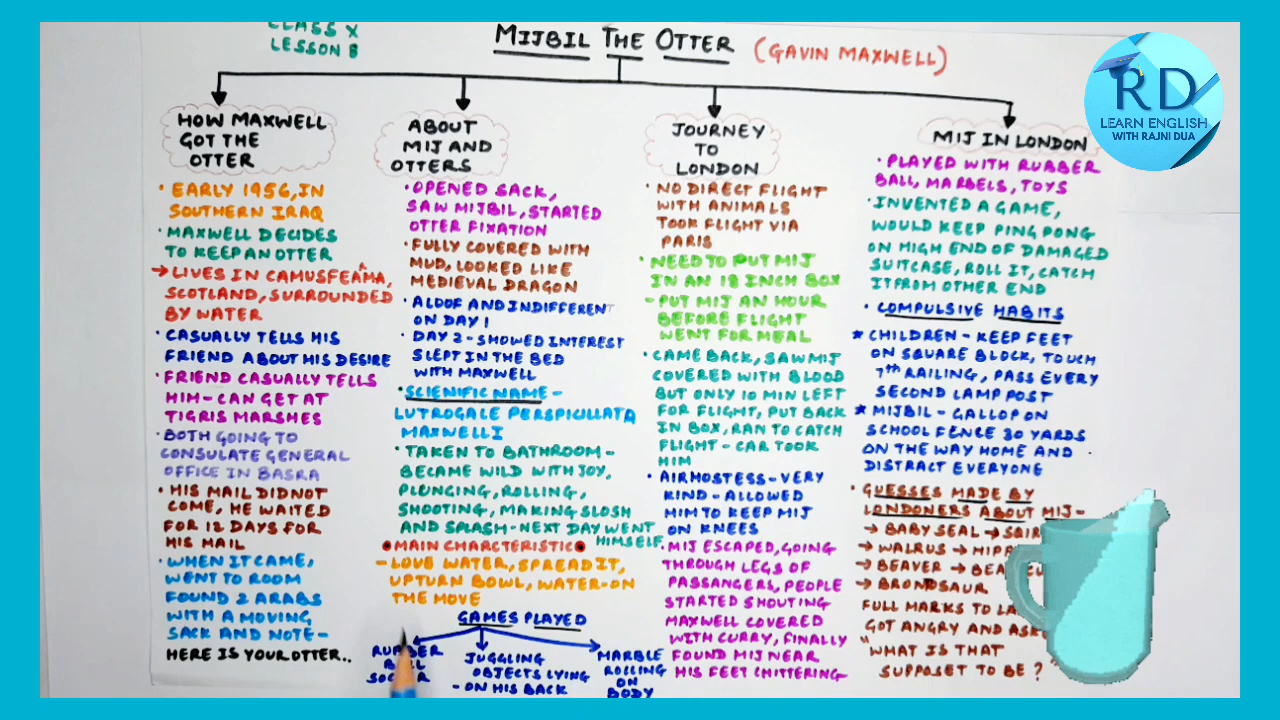 CLASS X
LESSON 8
MIJBIL THE OTTER (GAVIN MAXWELL)
RD
LEARN ENGLISH
WITH RAJNI DUA
HOW MAXWELL
GOT THE
OTTER
• EARLY 1956, IN
SOUTHERN IRAQ
• MAXWELL DECIDES
TO KEEP AN OTTER
→ LIVES IN CAMUSFEARNA,
SCOTLAND, SURROUNDED
BY WATER
• CASUALLY TELLS HIS
FRIEND ABOUT HIS DESIRE
• FRIEND CASUALLY TELLS
HIM - CAN GET AT
TIGRIS MARSHES
• BOTH GOING TO
CONSULATE GENERAL
OFFICE IN BASRA
• HIS MAIL DIDNOT
COME, HE WAITED
FOR 12 DAYS FOR
HIS MAIL
• WHEN IT CAME,
WENT TO ROOM
FOUND 2 ARABS
WITH A MOVING
SACK AND NOTE -
HERE IS YOUR OTTER..
ABOUT
MIJ AND
OTTERS
• OPENED SACK,
SAW MIJBIL, STARTED
OTTER FIXATION
• FULLY COVERED WITH
MUD, LOOKED LIKE
MEDIEVAL DRAGON
• ALOOF AND INDIFFERENT
ON DAY 1
• DAY 2 - SHOWED INTEREST
SLEPT IN THE BED
WITH MAXWELL
• SCIENIFIC NAME -
LUTROGALE PERSPICILLATA
MAXWELLI
• TAKEN TO BATHROOM -
BECAME WILD WITH JOY,
PLUNGING, ROLLING,
SHOOTING, MAKING SLOSH
AND SPLASH - NEXT DAY WENT
HIMSELF
• MAIN CHARCTERISTIC •
- LOVE WATER, SPREAD IT,
UPTURN BOWL, WATER - ON
THE MOVE
GAMES PLAYED
JUGGLING
OBJECTS LYING
- ON HIS BACK
MARBLE
ROLLING
ON
BODY
JOURNEY
TO
LONDON
• NO DIRECT FLIGHT
WITH ANIMALS
TOOK FLIGHT VIA
PARIS
• NEED TO PUT MIJ
IN AN 18 INCH BOX
- PUT MIJ AN HOUR
BEFORE FLIGHT
WENT FOR MEAL
• CAME BACK, SAW MIJ
COVERED WITH BLOOD
BUT ONLY 10 MIN LEFT
FOR FLIGHT, PUT BACK
IN BOX, RAN TO CATCH
FLIGHT - CAR TOOK
HIM
• AIRHOSTESS - VERY
KIND - ALLOWED
HIM TO KEEP MIJ
ON KNEES
• MIJ ESCAPED, GOING
THROUGH LEGS OF
PASSANGERS, PEOPLE
STARTED SHOUTING
MAXWELL COVERED
WITH CURRY, FINALLY
FOUND MIJ NEAR
HIS FEET CHITTERING
MIJ IN LONDON
• PLAYED WITH RUBBER
BALL, MARBELS, TOYS
• INVENTED A GAME,
WOULD KEEP PING PONG
ON HIGH END OF DAMAGED
SUITCASE, ROLL IT, CATCH
IT FROM OTHER END
• COMPULSIVE HABITS
* CHILDREN - KEEP FEET
ON SQUARE BLOCK, TOUCH
7th RAILING, PASS EVERY
SECOND LAMP POST
* MIJBIL - GALLOP ON
SCHOOL FENCE 30 YARDS
ON THE WAY HOME AND
DISTRACT EVERYONE
• GUESSES MADE BY
LONDONERS ABOUT MIJ -
→ BABY SEAL →
→ WALRUS →
→ BEAVER →
→ BRONOSAUR
FULL MARKS TO
GOT ANGRY AND
"WHAT IS THAT
SUPPOSET TO BE?